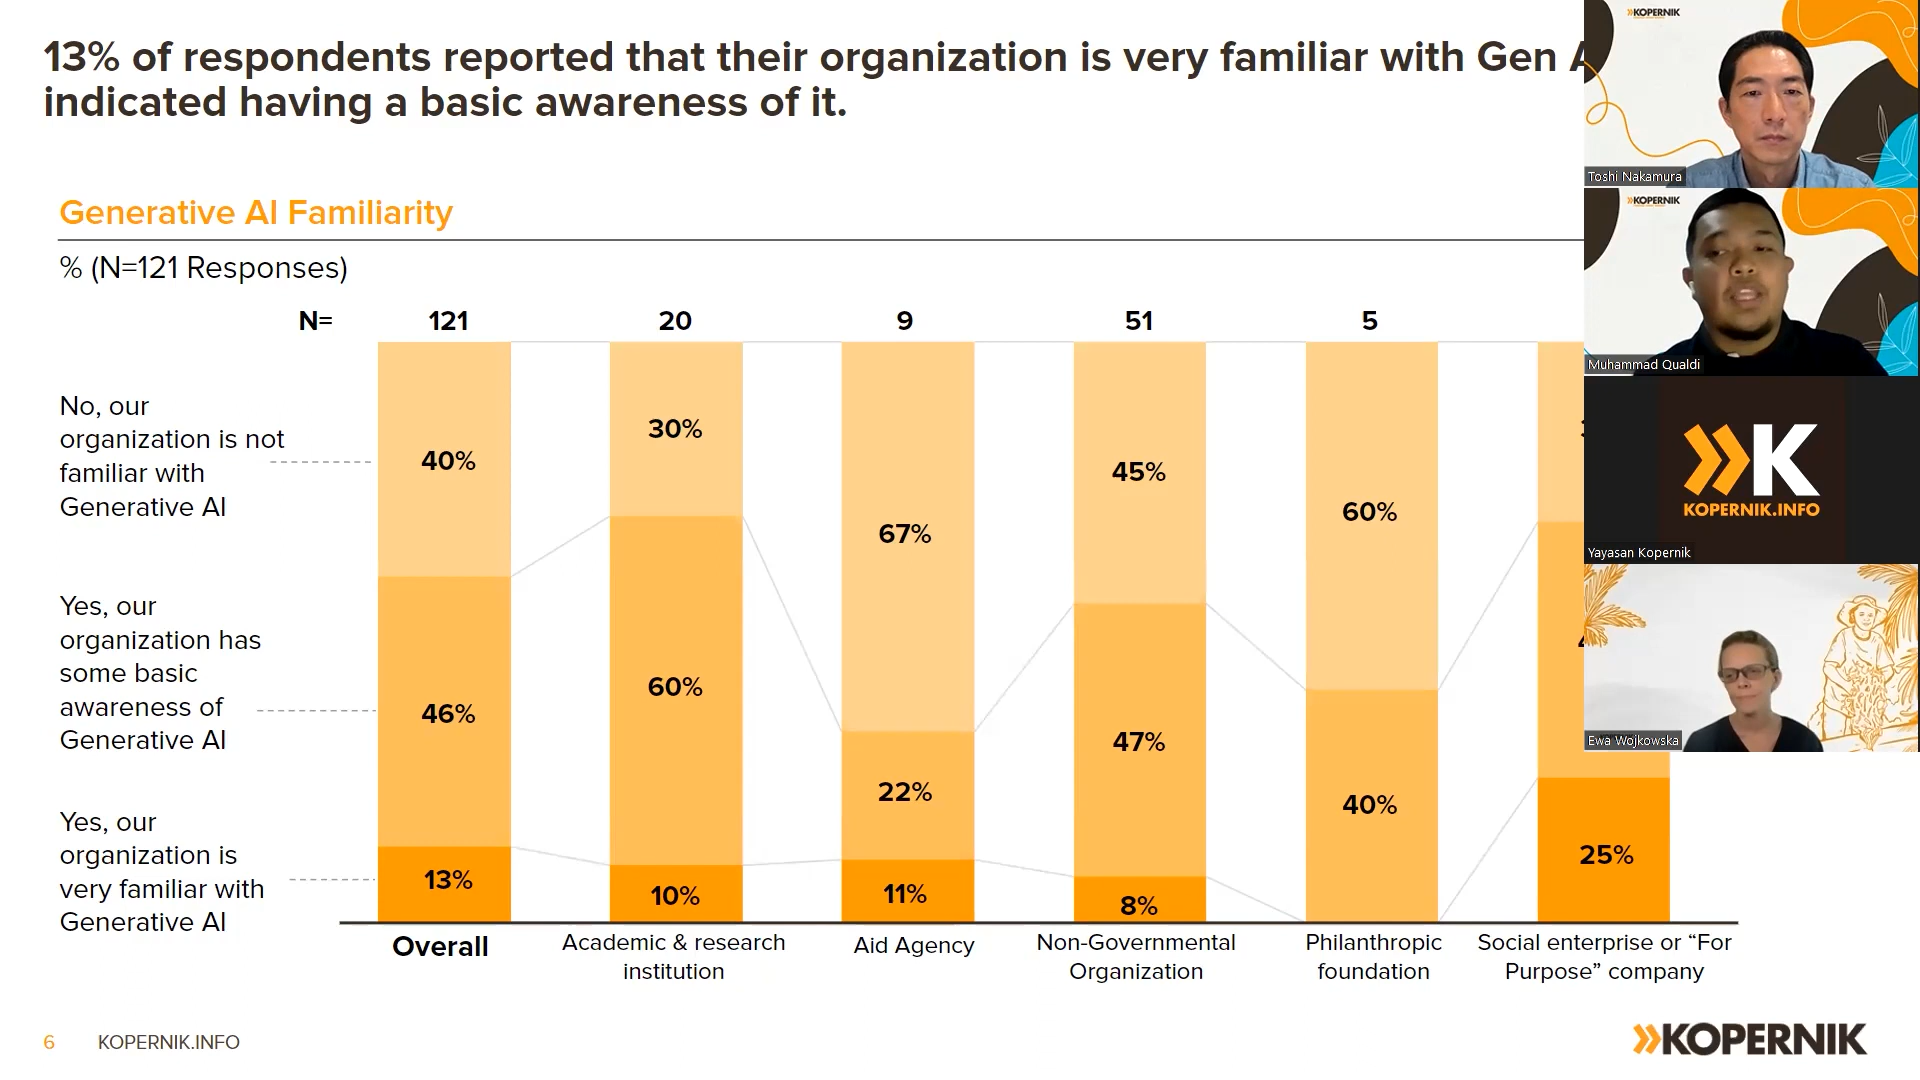 13% of respondents reported that their organization is very familiar with Gen
indicated having a basic awareness of it.
Generative AI Familiarity
% (N=121 Responses)
N= 121 20 9 51 5
No, our
organization is not
familiar with
Generative AI
40% 30% 67% 45% 60%
Yes, our
organization has
some basic
awareness of
Generative AI
46% 60% 22% 47% 40%
Yes, our
organization is
very familiar with
Generative AI
13% 10% 11% 8% 25%
Overall
Academic & research
institution
Aid Agency
Non-Governmental
Organization
Philanthropic
foundation
Social enterprise or “For
Purpose” company
6 KOPERNIK.INFO
KOPERNIK
KOPERNIK
Toshi Nakamura
KOPERNIK
Muhammad Qualdi
K
KOPERNIK.INFO
Yayasan Kopernik
Ewa Wojkowska